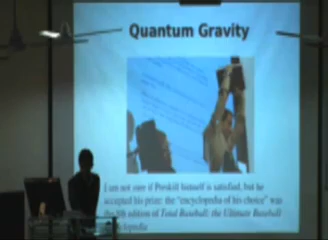 Quantum Gravity
I am not sure if Preskill himself is satisfied, but he
accepted his prize: the "encyclopedia of his choice" was
the 8th edition of Total Baseball: the Ultimate Baseball
Encyclopedia